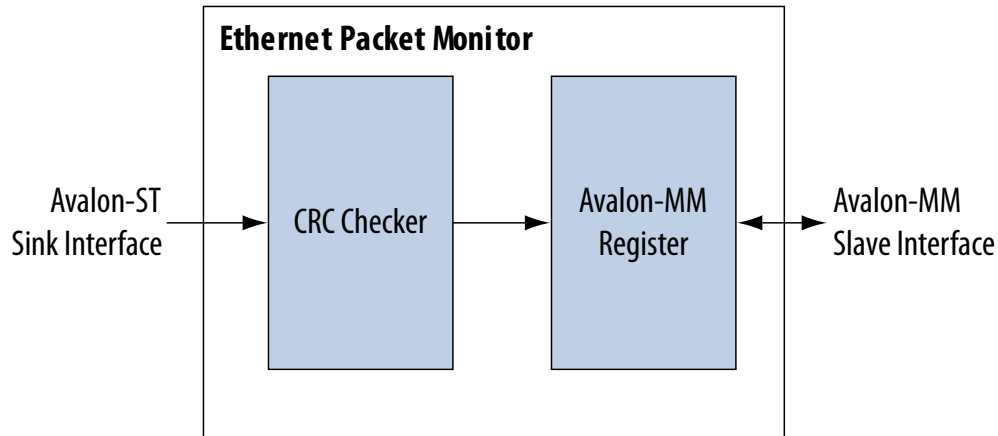 Ethernet Packet Monitor
Avalon-ST
Sink Interface
CRC Checker
Avalon-MM
Register
Avalon-MM
Slave Interface